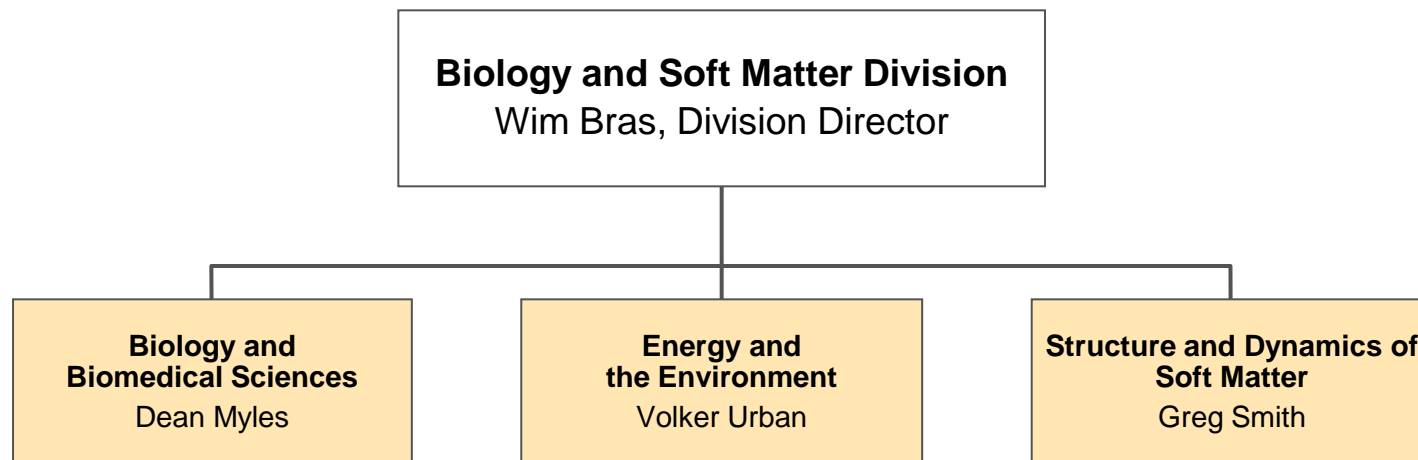 Biology and Soft Matter Division
Wim Bras, Division Director
Biology and
Biomedical Sciences
Dean Myles
Energy and
the Environment
Volker Urban
Structure and Dynamics of
Soft Matter
Greg Smith